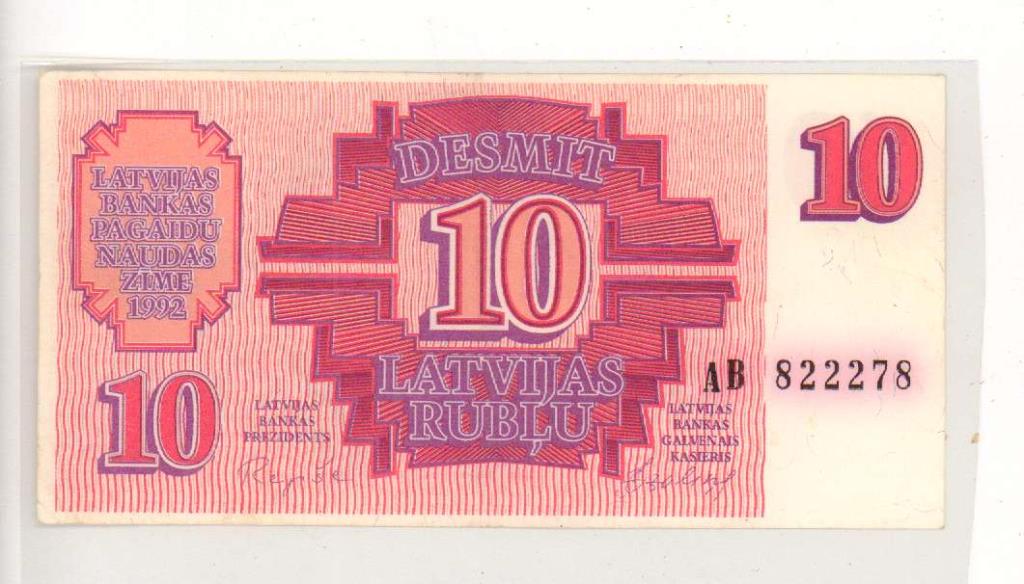 LATVIJAS
BANKAS
PAGAIDU
NAUDAS
ZĪME
1992
10
DESMIT
10
LATVIJAS
RUBĻU
10
AB 822278
LATVIJAS
BANKAS
PREZIDENTS
LATVIJAS
BANKAS
GALVENAIS
KASIERIS